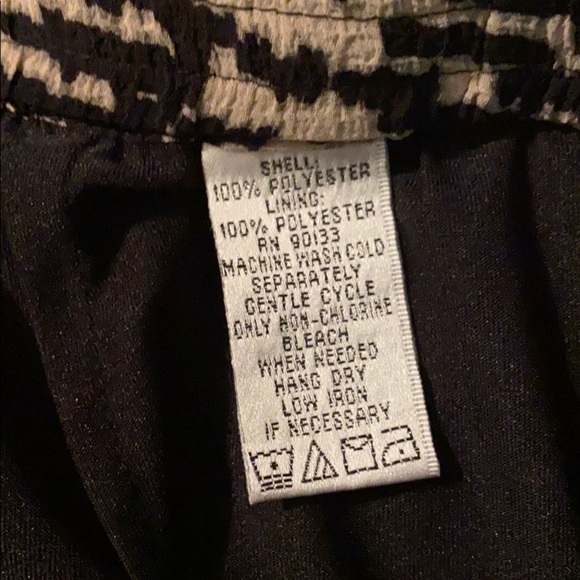 SHELL:
100% POLYESTER
LINING:
100% POLYESTER
RN 90133
MACHINE WASH COLD
SEPARATELY
GENTLE CYCLE
ONLY NON-CHLORINE
BLEACH
WHEN NEEDED
HANG DRY
LOW IRON
IF NECESSARY